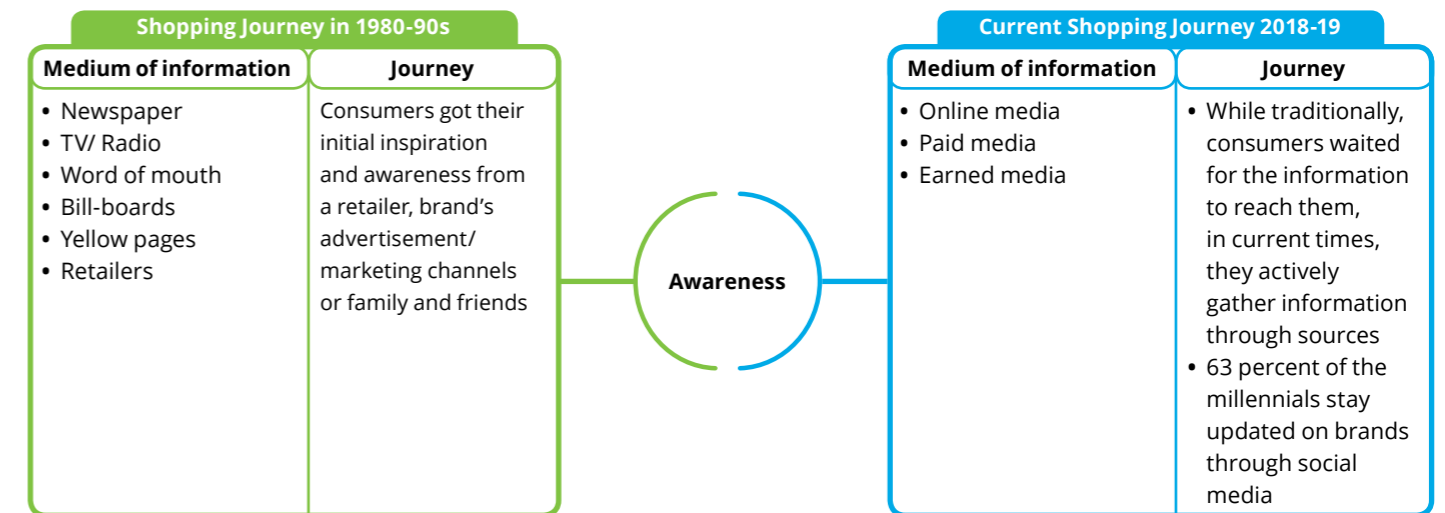 Shopping Journey in 1980-90s
Medium of information
Journey
• Newspaper
• TV/ Radio
• Word of mouth
• Bill-boards
• Yellow pages
• Retailers
Consumers got their
initial inspiration
and awareness from
a retailer, brand’s
advertisement/
marketing channels
or family and friends
Awareness
Current Shopping Journey 2018-19
Medium of information
Journey
• Online media
• Paid media
• Earned media
• While traditionally,
consumers waited
for the information
to reach them,
in current times,
they actively
gather information
through sources
• 63 percent of the
millennials stay
updated on brands
through social
media